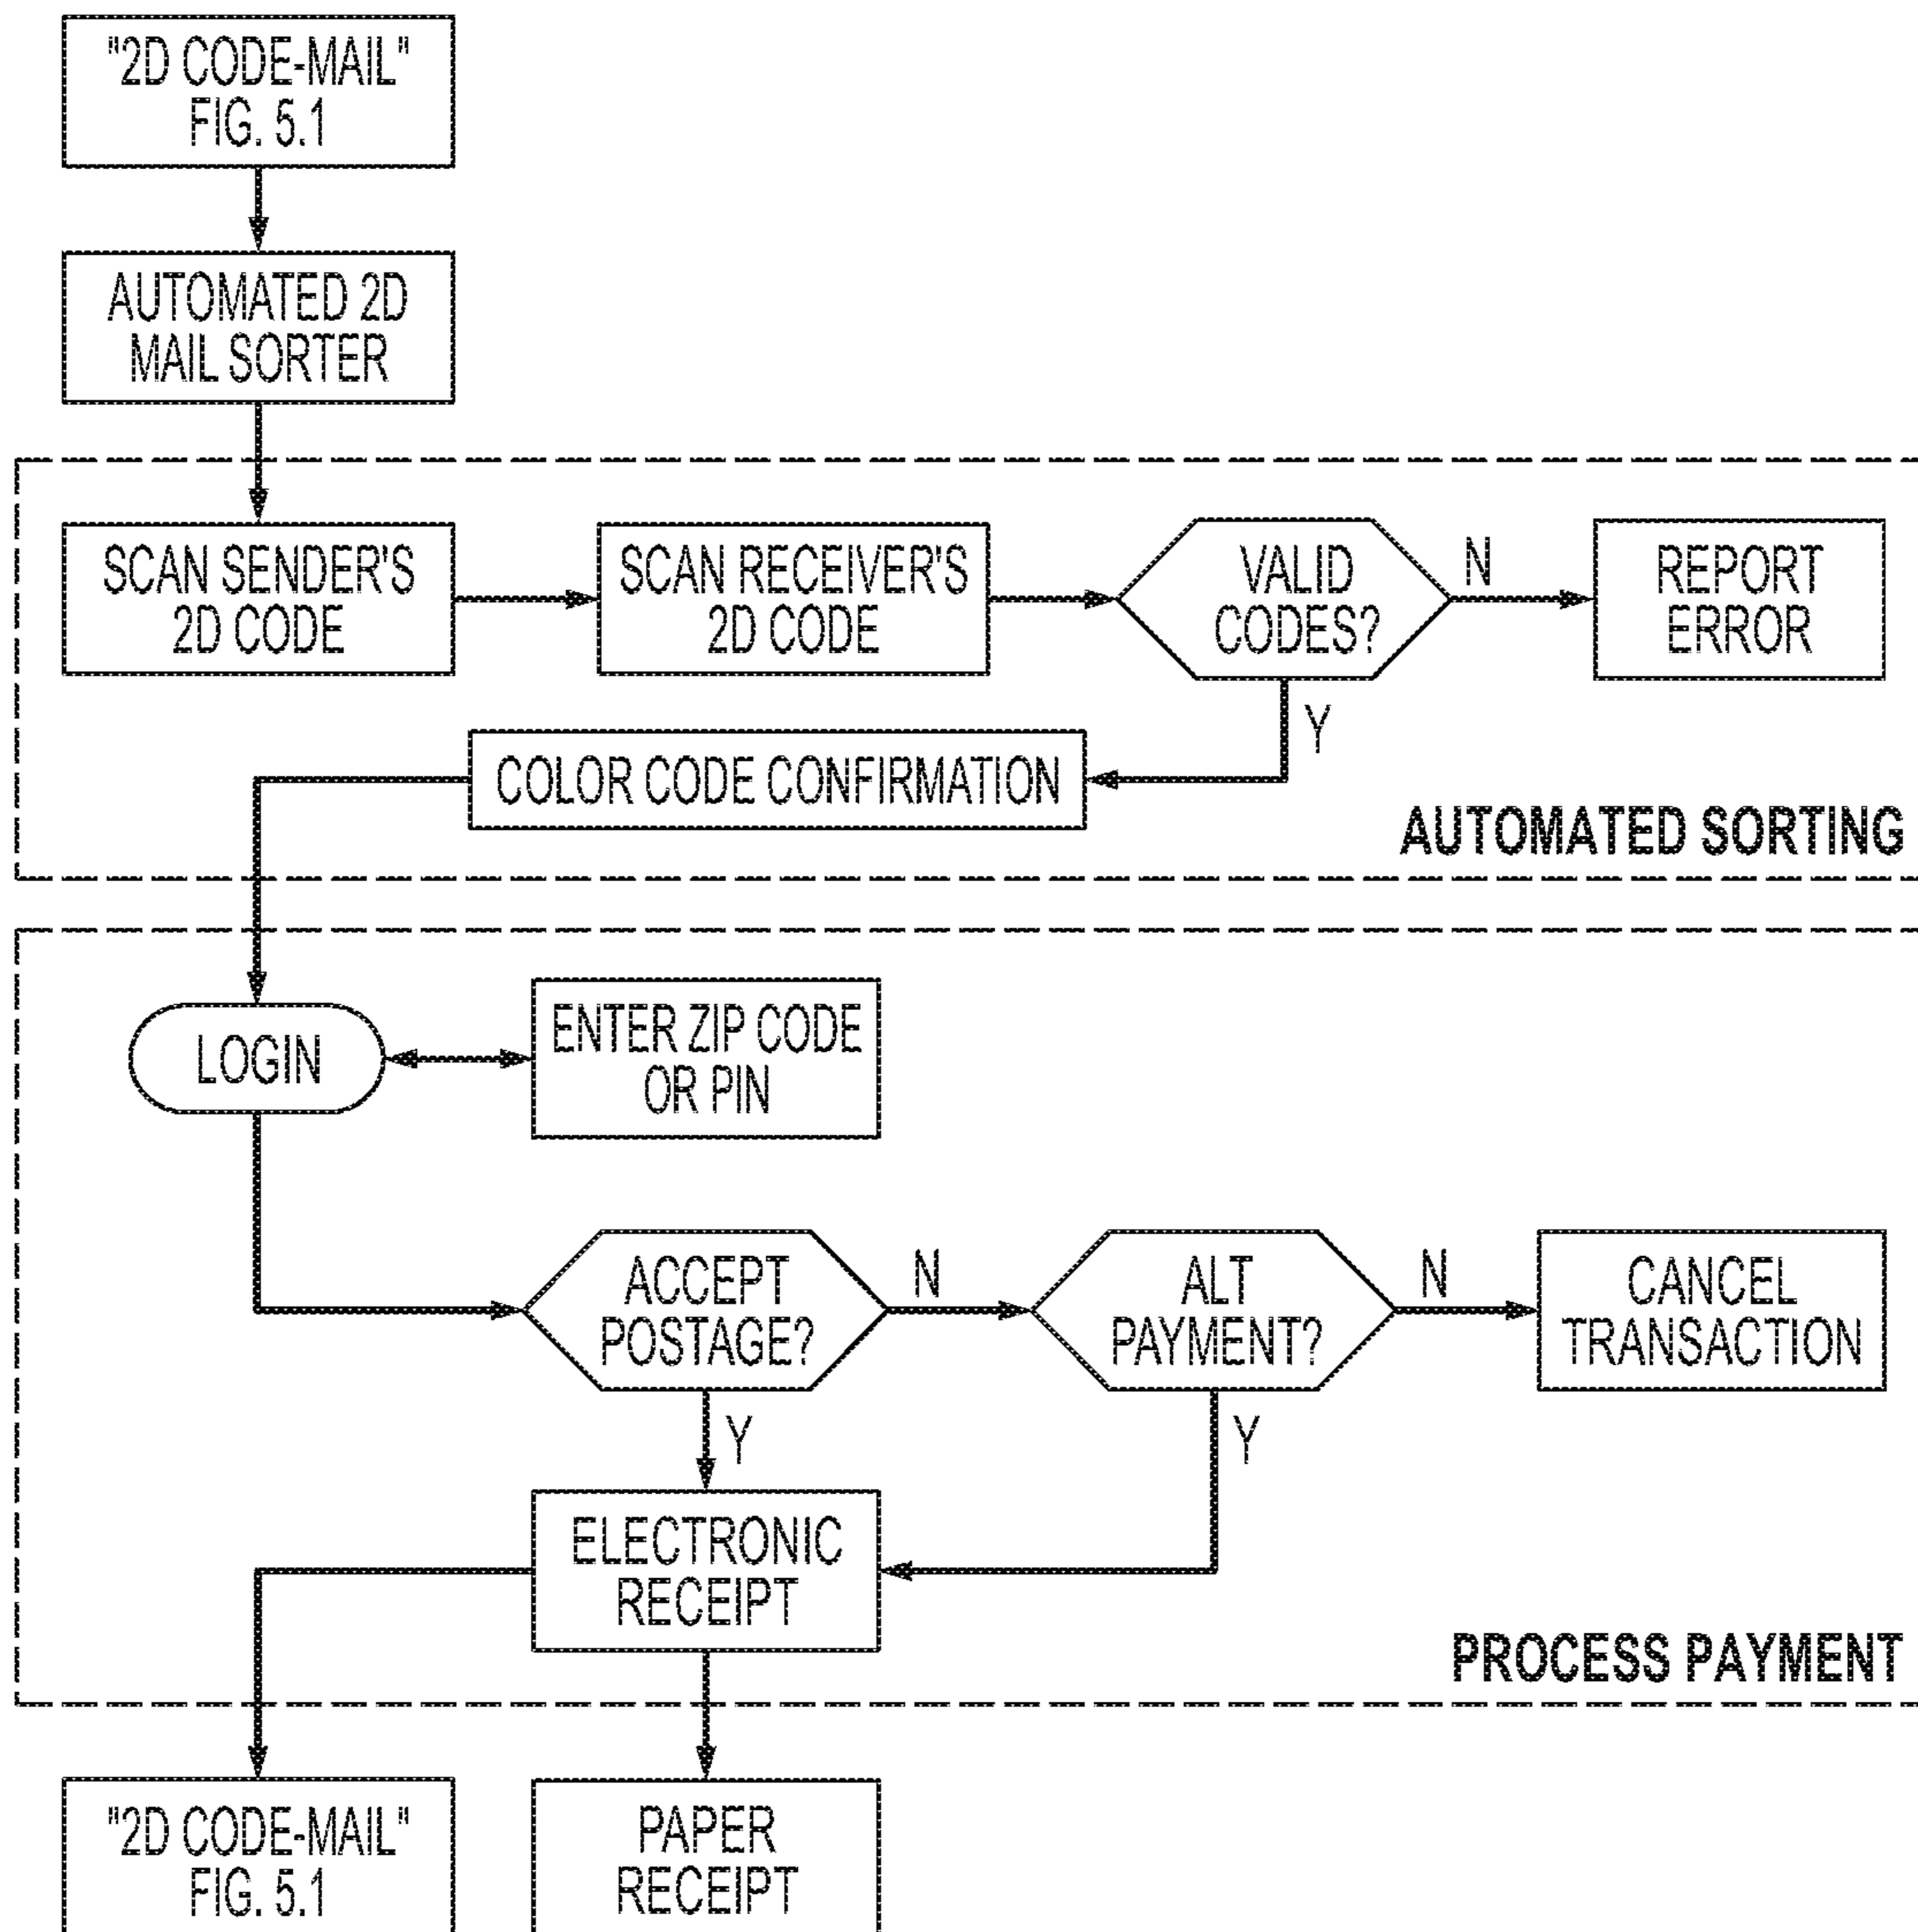 "2D CODE-MAIL"
FIG. 5.1
AUTOMATED 2D
MAIL SORTER
SCAN SENDER'S
2D CODE
SCAN RECEIVER'S
2D CODE
VALID
CODES?
N
REPORT
ERROR
Y
COLOR CODE CONFIRMATION
AUTOMATED SORTING
LOGIN
ENTER ZIP CODE
OR PIN
ACCEPT
POSTAGE?
N
ALT
PAYMENT?
N
CANCEL
TRANSACTION
Y
Y
ELECTRONIC
RECEIPT
PROCESS PAYMENT
"2D CODE-MAIL"
FIG. 5.1
PAPER
RECEIPT